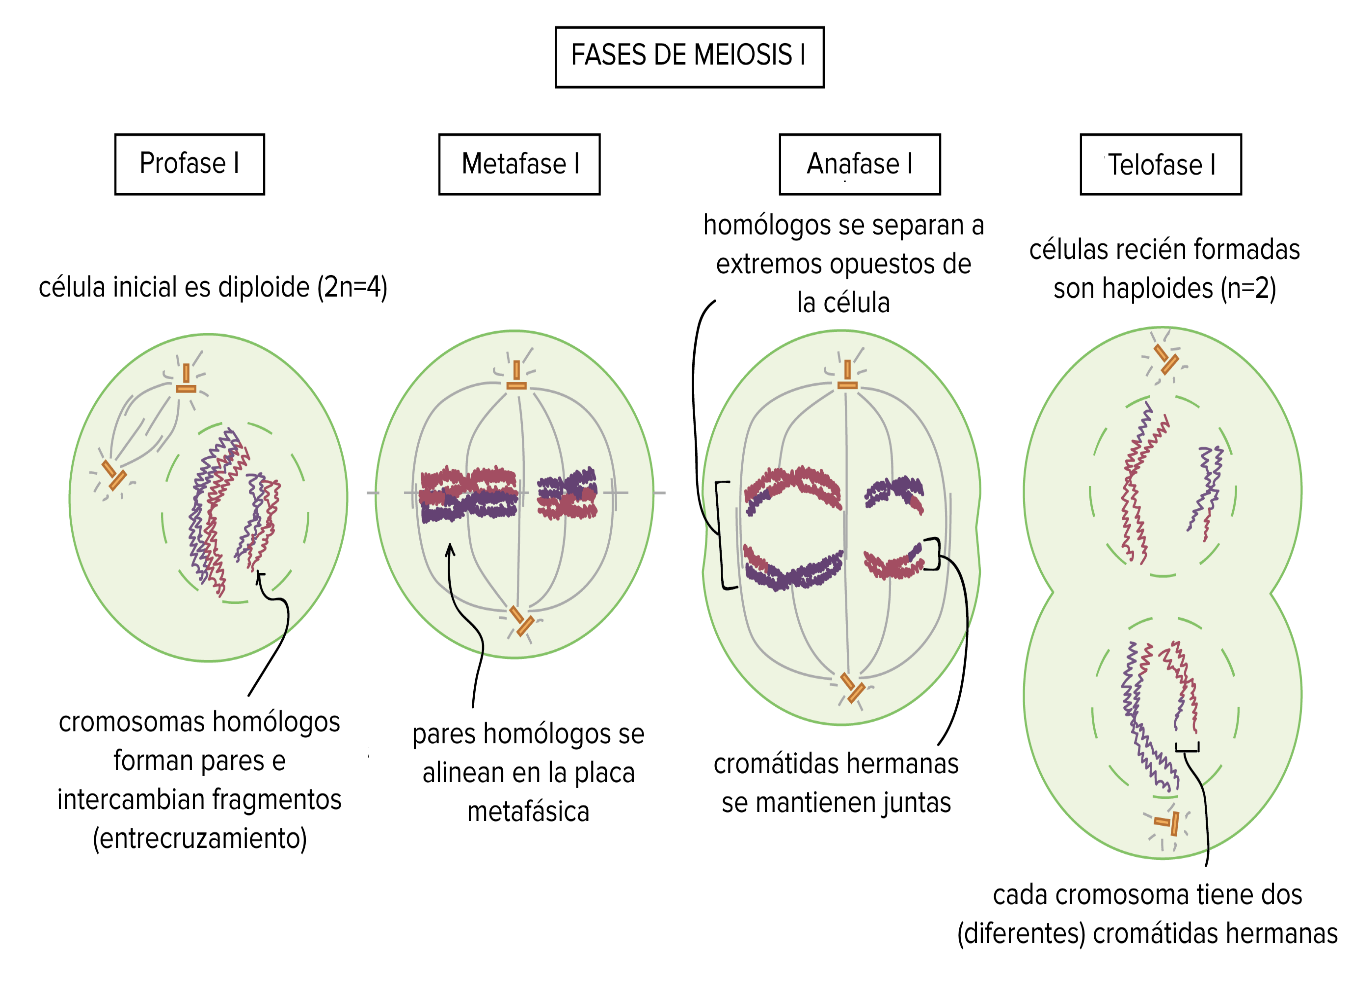 FASES DE MEIOSIS I
Profase I
Metafase I
Anafase I
Telofase I
célula inicial es diploide (2n=4)
homólogos se separan a
extremos opuestos de
la célula
células recién formadas
son haploides (n=2)
cromosomas homólogos
forman pares e
intercambian fragmentos
(entrecruzamiento)
pares homólogos se
alinean en la placa
metafásica
cromátidas hermanas
se mantienen juntas
cada cromosoma tiene dos
(diferentes) cromátidas hermanas